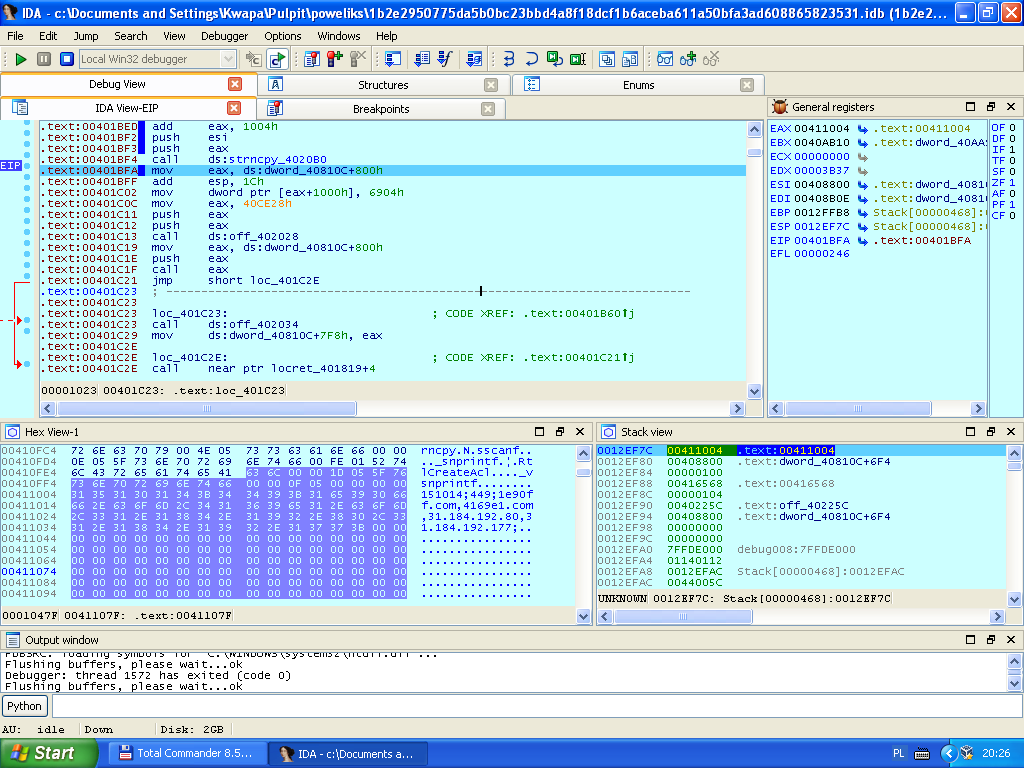 IDA - c:\Documents and Settings\Kwapa\Pulpit\poweliks\1b2e2950775da5b0bc23bbd4a8f18dcf1b6aceba611a50bfa3ad608865823531.idb (1b2e2...
File Edit Jump Search View Debugger Options Windows Help
Local Win32 debugger
Debug View Structures Enums
IDA View-EIP Breakpoints General registers
EIP
.text:00401BED add eax, 1004h
.text:00401BF2 push esi
.text:00401BF3 push eax
.text:00401BF4 call ds:strncpy_4020B0
.text:00401BFA mov eax, ds:dword_40810C+800h
.text:00401BFF add esp, 1Ch
.text:00401C02 mov dword ptr [eax+1000h], 6904h
.text:00401C0C mov eax, 40CE28h
.text:00401C11 push eax
.text:00401C12 push eax
.text:00401C13 call ds:off_402028
.text:00401C19 mov eax, ds:dword_40810C+800h
.text:00401C1E push eax
.text:00401C1F call eax
.text:00401C21 jmp short loc_401C2E
.text:00401C23 ; ---------------------------------------------------------------------------
.text:00401C23
.text:00401C23 loc_401C23: ; CODE XREF: .text:00401B60↑j
.text:00401C23 call ds:off_402034
.text:00401C29 mov ds:dword_40810C+7F8h, eax
.text:00401C2E
.text:00401C2E loc_401C2E: ; CODE XREF: .text:00401C21↑j
.text:00401C2E call near ptr locret_401819+4
00001023 00401C23: .text:loc_401C23
EAX 00411004 .text:00411004
EBX 0040AB10 .text:dword_40AA
ECX 00000000
EDX 00003B37
ESI 00408800 .text:dword_4081
EDI 00408B0E .text:dword_4081
EBP 0012FFB8 Stack[00000468]:
ESP 0012EF7C Stack[00000468]:
EIP 00401BFA .text:00401BFA
EFL 00000246
OF 0
DF 0
IF 1
TF 0
SF 0
ZF 1
AF 0
PF 1
CF 0
Hex View-1
00410FC4 72 6E 63 70 79 00 4E 05 73 73 63 61 6E 66 00 00 rncpy.N.sscanf..
00410FD4 0E 05 5F 73 6E 70 72 69 6E 74 66 00 FE 01 52 74 .._snprintf.¦.Rt
00410FE4 6C 43 72 65 61 74 65 41 63 6C 00 00 1D 05 5F 76 lCreateAcl...._v
00410FF4 73 6E 70 72 69 6E 74 66 00 00 0F 05 00 00 00 00 snprintf........
00411004 31 35 31 30 31 34 3B 34 34 39 3B 31 65 39 30 66 151014;449;1e90f
00411014 66 2E 63 6F 6D 2C 34 31 36 39 65 31 2E 63 6F 6D f.com,4169e1.com
00411024 2C 33 31 2E 31 38 34 2E 31 39 32 2E 38 30 2C 33 ,31.184.192.80,3
00411034 31 2E 31 38 34 2E 31 39 32 2E 31 37 37 3B 00 00 1.184.192.177;..
00411044 00 00 00 00 00 00 00 00 00 00 00 00 00 00 00 00 ................
00411054 00 00 00 00 00 00 00 00 00 00 00 00 00 00 00 00 ................
00411064 00 00 00 00 00 00 00 00 00 00 00 00 00 00 00 00 ................
00411074 00 00 00 00 00 00 00 00 00 00 00 00 00 00 00 00 ................
00411084 00 00 00 00 00 00 00 00 00 00 00 00 00 00 00 00 ................
00411094 00 00 00 00 00 00 00 00 00 00 00 00 00 00 00 00 ................
0001047F 0041107F: .text:0041107F
Stack view
0012EF7C 00411004 .text:00411004
0012EF80 00408800 .text:dword_40810C+6F4
0012EF84 00000100
0012EF88 00416568 .text:00416568
0012EF8C 00000104
0012EF90 0040225C .text:off_40225C
0012EF94 00408800 .text:dword_40810C+6F4
0012EF98 00000000
0012EF9C 00000000
0012EFA0 7FFDE000 debug008:7FFDE000
0012EFA4 01140112
0012EFA8 0012EFAC Stack[00000468]:0012EFAC
0012EFAC 0044005C
UNKNOWN 0012EF7C: Stack[00000468]:0012EF7C
Output window
PDBSRC: loading symbols for 'C:\WINDOWS\system32\ntdll.dll'...
Flushing buffers, please wait...ok
Debugger: thread 1572 has exited (code 0)
Flushing buffers, please wait...ok
Python
AU: idle Down Disk: 2GB
Start Total Commander 8.5... IDA - c:\Documents a... PL 20:26